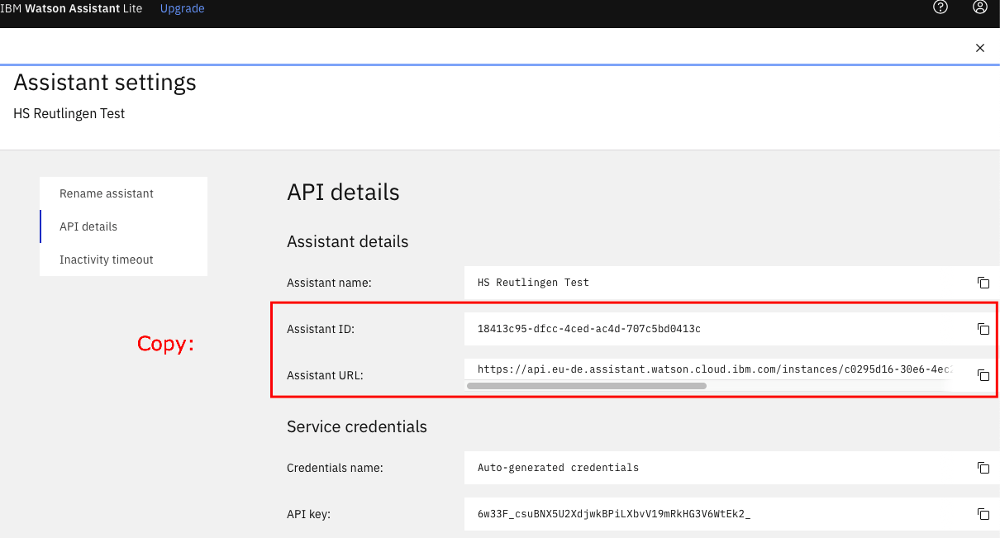 IBM Watson Assistant Lite Upgrade
Assistant settings
HS Reutlingen Test
Rename assistant
API details
Inactivity timeout
Copy:
API details
Assistant details
Assistant name: HS Reutlingen Test
Assistant ID: 18413c95-dfcc-4ced-ac4d-707c5bd0413c
Assistant URL: https://api.eu-de.assistant.watson.cloud.ibm.com/instances/c0295d16-30e6-4ec
Service credentials
Credentials name: Auto-generated credentials
API key: 6w33F_csuBNX5U2XdjwkBPiLXbvV19mRkHG3V6WtEk2_